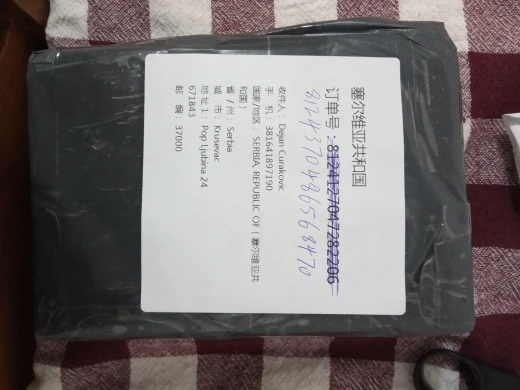 塞尔维亚共和国
订单号：8124127047282206
8124370486568470
收件人：Dejan Curakovic
手 机：381641897190
国家/地区：SERBIA, REPUBLIC OF（塞尔维亚共
和国）
省 / 州：Serbia
城 市：Krusevac
地 址 1：Pop Ljubina 24
671843
邮 编：37000